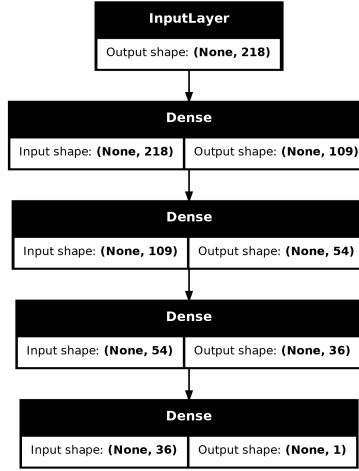 InputLayer
Output shape: (None, 218)
Dense
Input shape: (None, 218) Output shape: (None, 109)
Dense
Input shape: (None, 109) Output shape: (None, 54)
Dense
Input shape: (None, 54) Output shape: (None, 36)
Dense
Input shape: (None, 36) Output shape: (None, 1)